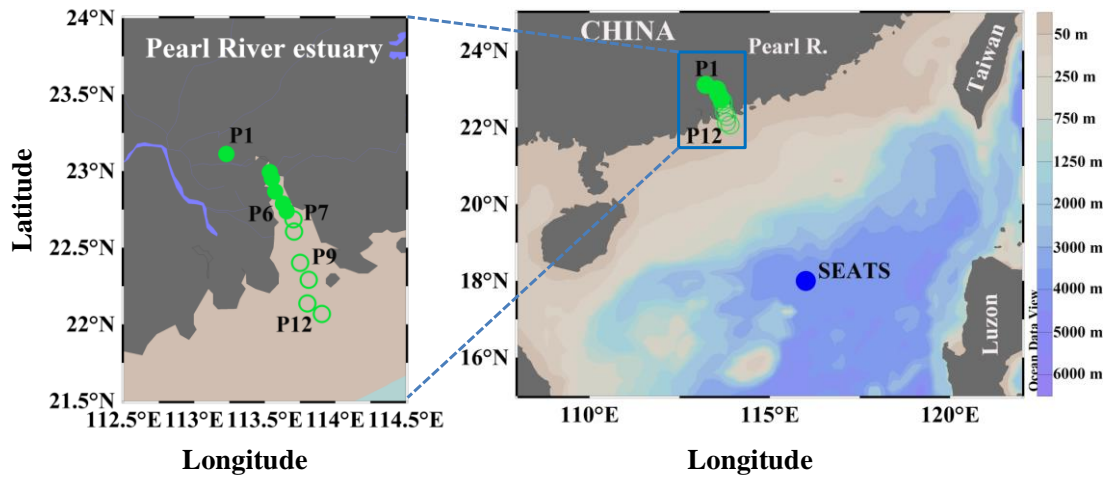 24°N
23.5°N
23°N
22.5°N
22°N
21.5°N
Latitude
Pearl River estuary
P1
P6
P7
P9
P12
112.5°E
113°E
113.5°E
114°E
114.5°E
Longitude
24°N
22°N
20°N
18°N
16°N
CHINA
Pearl R.
P1
P12
Taiwan
SEATS
Luzon
110°E
115°E
120°E
Longitude
Ocean Data View
50 m
250 m
750 m
1250 m
2000 m
3000 m
4000 m
5000 m
6000 m